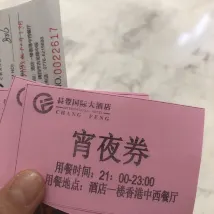 0022617
昌豐国际大酒店
CHANG FENG
宵夜券
用餐时间：21：00-23:00
用餐地点：酒店一楼香港中西餐厅